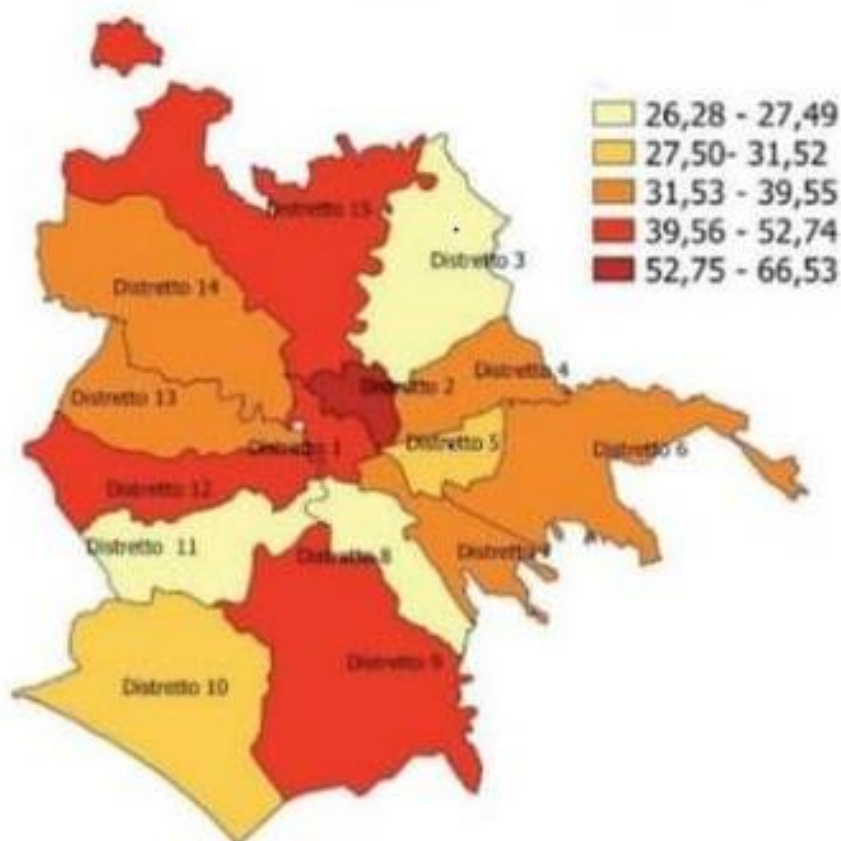 26,28 - 27,49
27,50- 31,52
31,53 - 39,55
39,56 - 52,74
52,75 - 66,53
Distretto 15
Distretto 3
Distretto 14
Distretto 4
Distretto 2
Distretto 13
Distretto 1
Distretto 5
Distretto 6
Distretto 12
Distretto 11
Distretto 8
Distretto 7
Distretto 9
Distretto 10